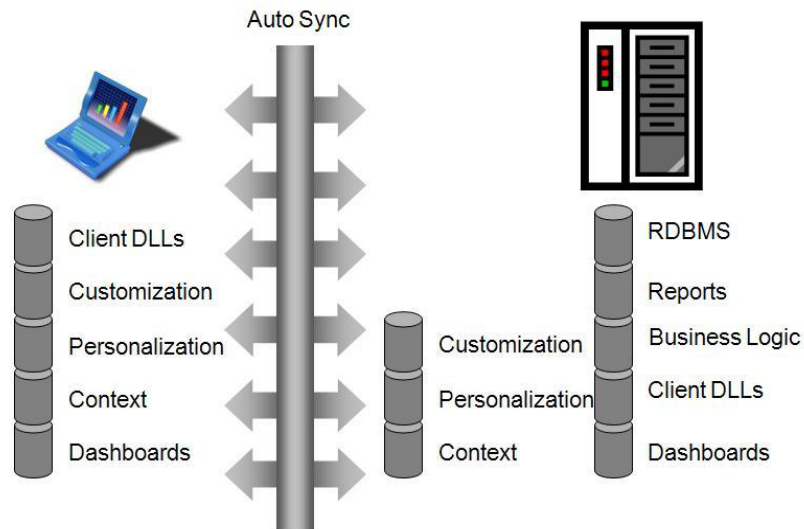 Auto Sync
Client DLLs
Customization
Personalization
Context
Dashboards
Customization
Personalization
Context
RDBMS
Reports
Business Logic
Client DLLs
Dashboards